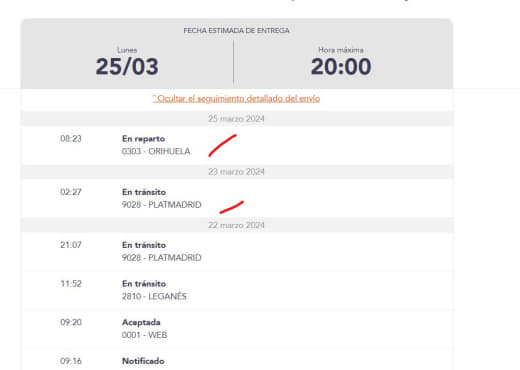 FECHA ESTIMADA DE ENTREGA
Lunes
25/03
Hora máxima
20:00
Ocultar el seguimiento detallado del envío
25 marzo 2024
08:23 En reparto
0303 - ORIHUELA
23 marzo 2024
02:27 En tránsito
9028 - PLATMADRID
22 marzo 2024
21:07 En tránsito
9028 - PLATMADRID
11:52 En tránsito
2810 - LEGANÉS
09:20 Aceptada
0001 - WEB
09:16 Notificado